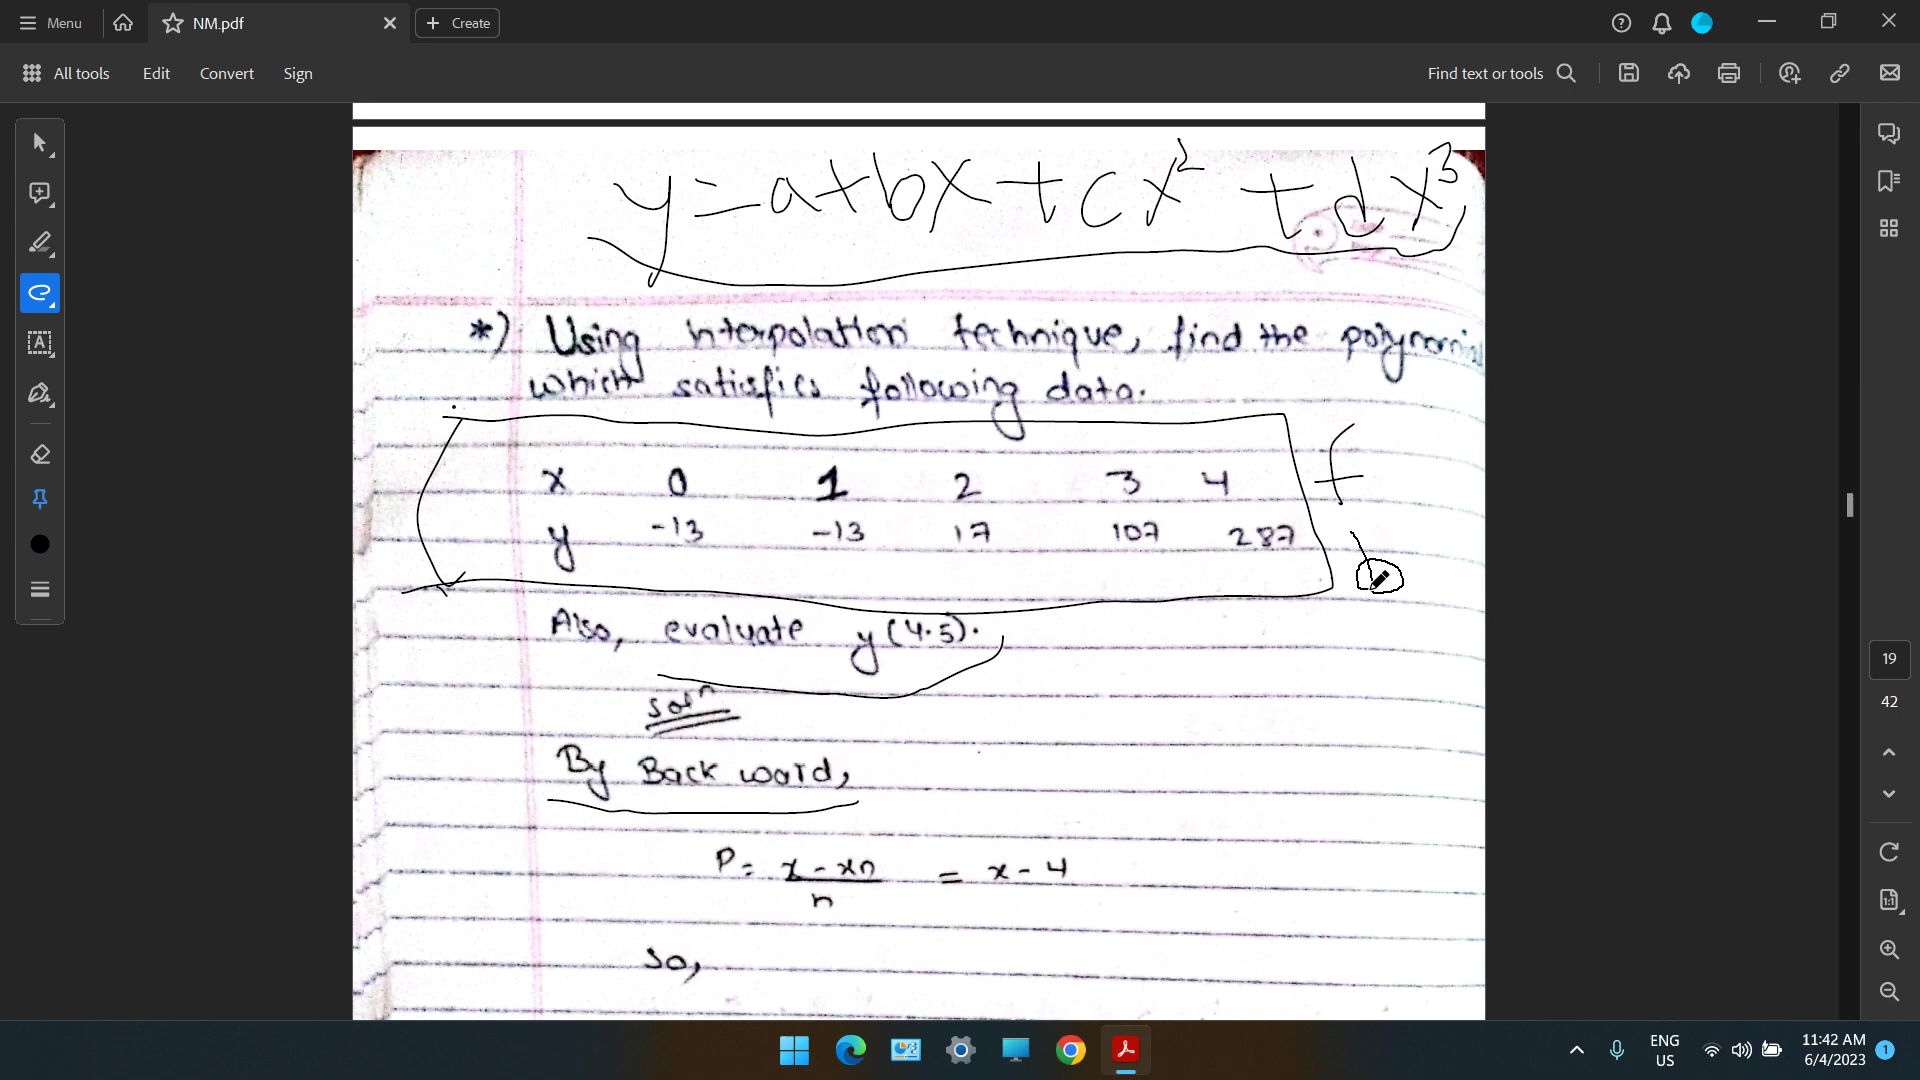 Menu NM.pdf Create
All tools Edit Convert Sign Find text or tools
y=a+bx+cx²+dx³
*) Using interpolation technique, find the polynomial
which satisfies following data.
x 0 1 2 3 4
y -13 -13 17 107 287
Also, evaluate y(4.5).
solⁿ
By Back word,
P = x-xn / h = x-4
so,
19
42
ENG
US
11:42 AM
6/4/2023
1